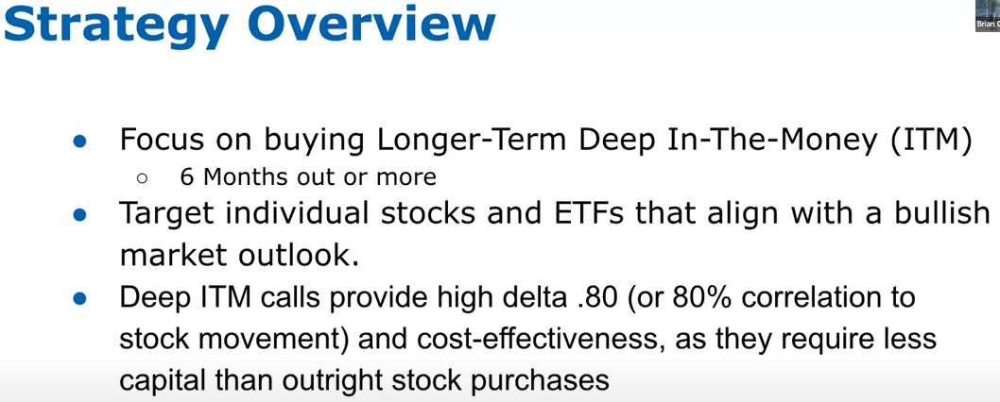 Strategy Overview
Brian
● Focus on buying Longer-Term Deep In-The-Money (ITM)
○ 6 Months out or more
● Target individual stocks and ETFs that align with a bullish
market outlook.
● Deep ITM calls provide high delta .80 (or 80% correlation to
stock movement) and cost-effectiveness, as they require less
capital than outright stock purchases